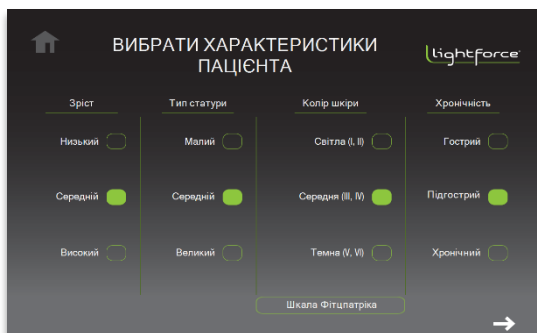 ВИБРАТИ ХАРАКТЕРИСТИКИ
ПАЦІЄНТА
lightforce
Зріст Тип статури Колір шкіри Хронічність
Низький Малий Світла (I, II) Гострий
Середній Середній Середня (III, IV) Підгострий
Високий Великий Темна (V, VI) Хронічний
Шкала Фітцпатріка